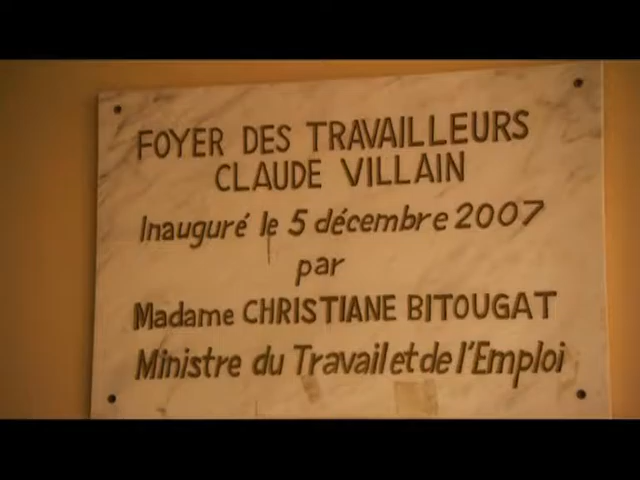 FOYER DES TRAVAILLEURS
CLAUDE VILLAIN
Inauguré le 5 décembre 2007
par
Madame CHRISTIANE BITOUGAT
Ministre du Travail et de l'Emploi